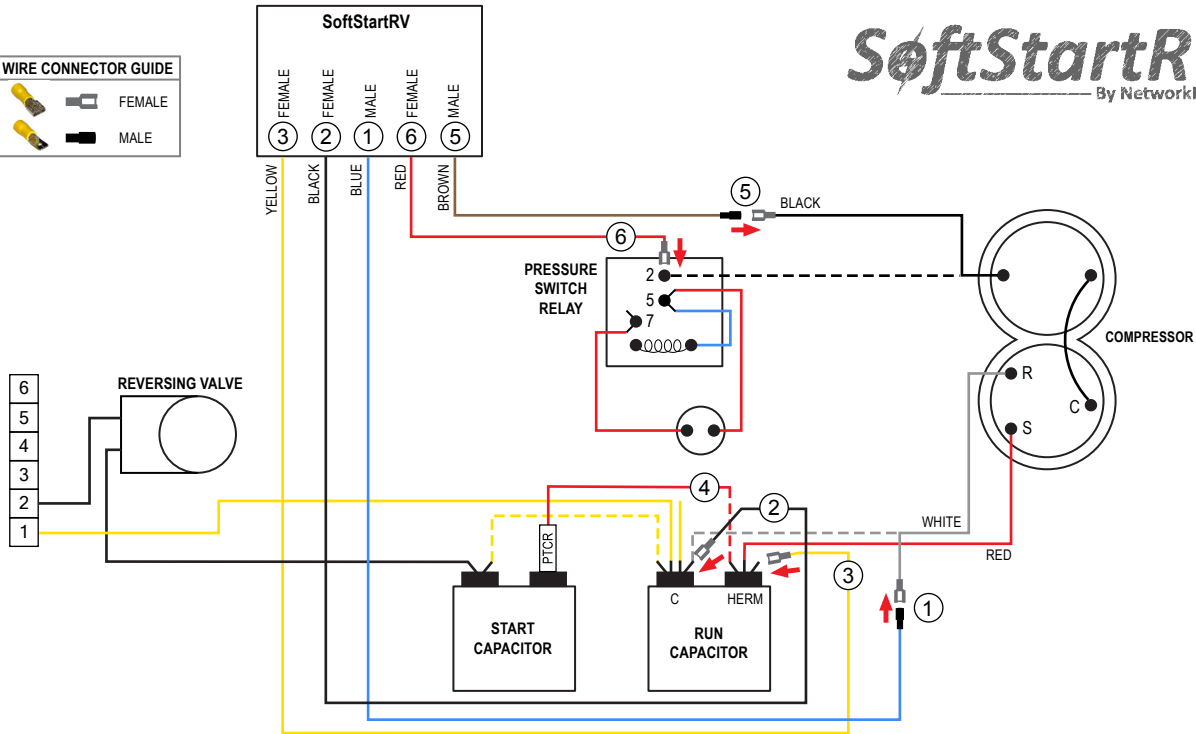 SoftStartRV
SoftStartR
By Networkl
WIRE CONNECTOR GUIDE
FEMALE
MALE
FEMALE
FEMALE
MALE
FEMALE
MALE
3
2
1
6
5
YELLOW
BLACK
BLUE
RED
BROWN
5
BLACK
6
PRESSURE
SWITCH
RELAY
2
5
7
COMPRESSOR
R
C
S
REVERSING VALVE
6
5
4
3
2
1
4
2
WHITE
RED
PTCR
3
1
C
HERM
START
CAPACITOR
RUN
CAPACITOR